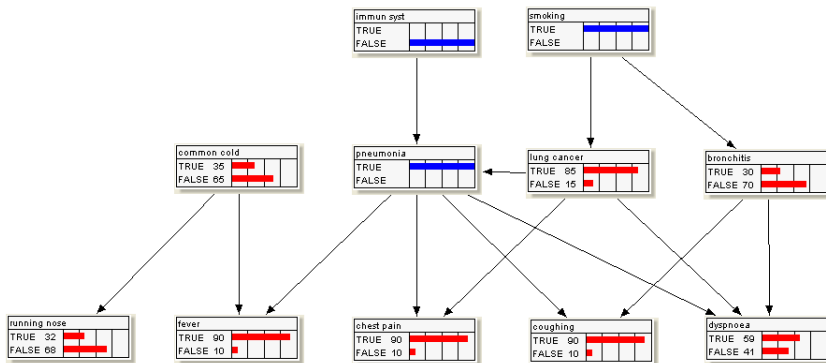 immun syst
TRUE
FALSE
smoking
TRUE
FALSE
common cold
TRUE 35
FALSE 65
pneumonia
TRUE
FALSE
lung cancer
TRUE 85
FALSE 15
bronchitis
TRUE 30
FALSE 70
running nose
TRUE 32
FALSE 68
fever
TRUE 90
FALSE 10
chest pain
TRUE 90
FALSE 10
coughing
TRUE 90
FALSE 10
dyspnoea
TRUE 59
FALSE 41